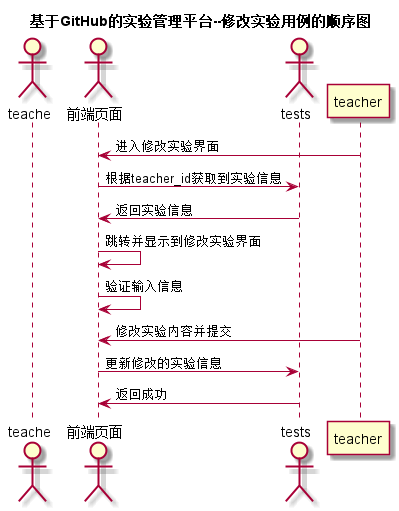 基于GitHub的实验管理平台--修改实验用例的顺序图
teache
前端页面
tests
teacher
进入修改实验界面
根据teacher_id获取到实验信息
返回实验信息
跳转并显示到修改实验界面
验证输入信息
修改实验内容并提交
更新修改的实验信息
返回成功
teache
前端页面
tests
teacher